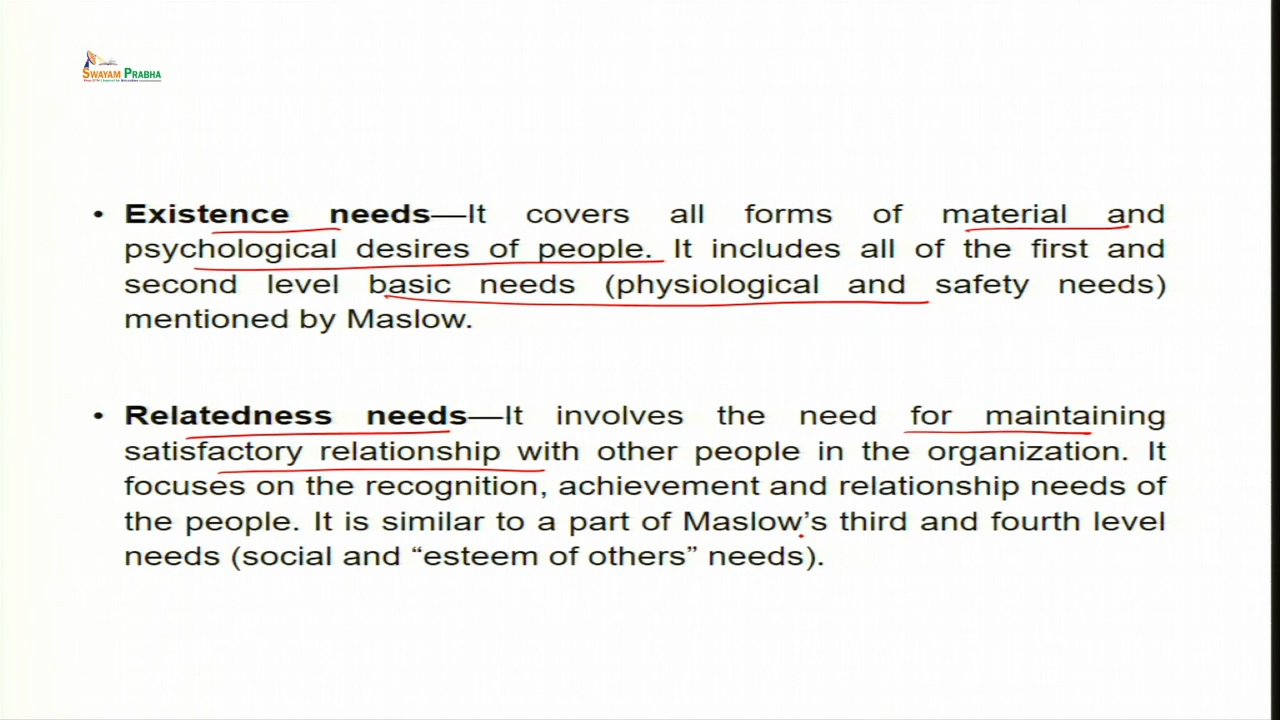 SWAYAM PRABHA
• Existence needs—It covers all forms of material and
psychological desires of people. It includes all of the first and
second level basic needs (physiological and safety needs)
mentioned by Maslow.
• Relatedness needs—It involves the need for maintaining
satisfactory relationship with other people in the organization. It
focuses on the recognition, achievement and relationship needs of
the people. It is similar to a part of Maslow’s third and fourth level
needs (social and “esteem of others” needs).